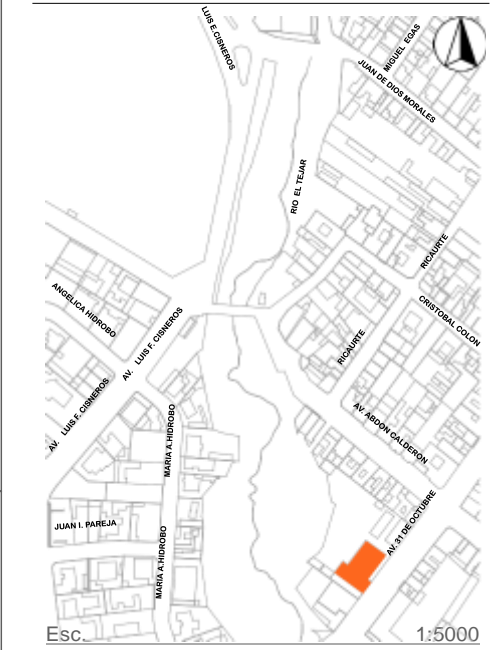 LUIS E.CISNEROS
MIGUEL EGAS
JUAN DE DIOS MORALES
RIO EL TEJAR
RICAURTE
ANGELICA HIDROBO
CRISTOBAL COLON
AV. LUIS F. CISNEROS
RICAURTE
AV. LUIS F. CISNEROS
MARIA A.HIDROBO
AV. ABDON CALDERON
JUAN I. PAREJA
AV. 31 DE OCTUBRE
MARIA A.HIDROBO
Esc. 1:5000